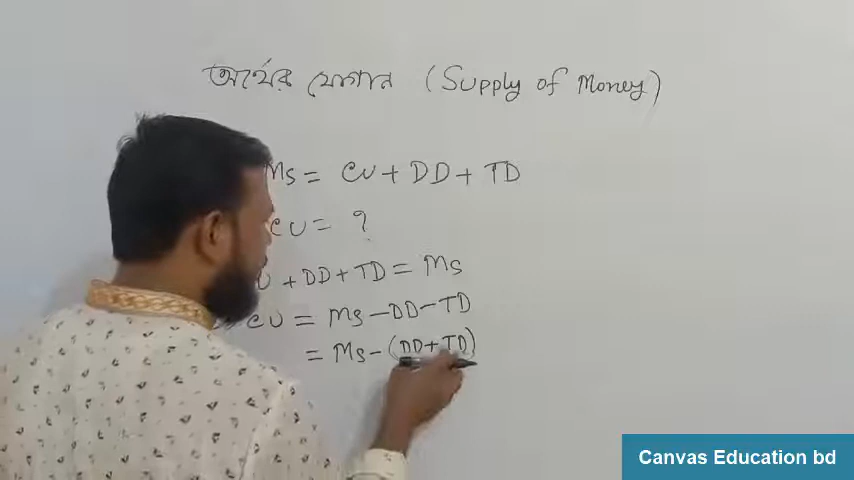 অর্থের যোগান (Supply of Money)
Ms = CU + DD + TD
CU = ?
U + DD + TD = Ms
CU = Ms - DD - TD
= Ms - (DD + TD)
Canvas Education bd